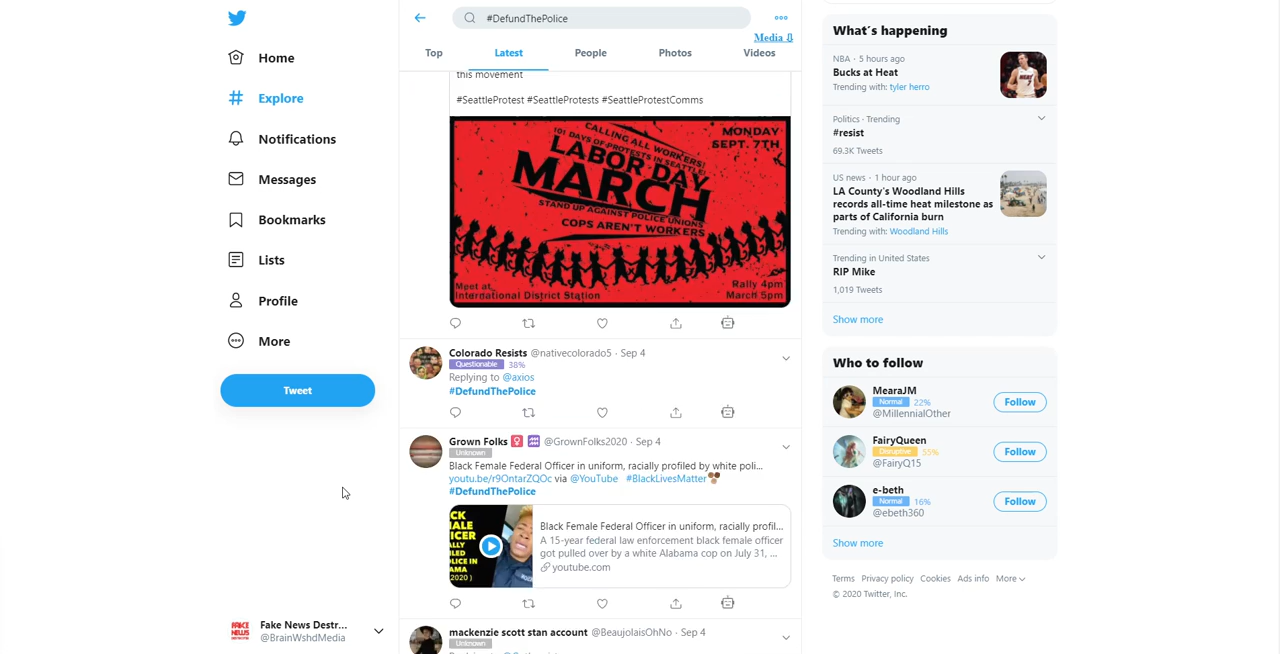 Home
Explore
Notifications
Messages
Bookmarks
Lists
Profile
More
Tweet
Fake News Destr...
@BrainWshdMedia
#DefundThePolice
Media ⇩
Top
Latest
People
Photos
Videos
this movement
#SeattleProtest #SeattleProtests #SeattleProtestComms
CALLING ALL WORKERS!
101 DAYS OF PROTESTS IN SEATTLE!
LABOR DAY
MARCH
STAND UP AGAINST POLICE UNIONS
COPS AREN'T WORKERS
MONDAY
SEPT. 7TH
Meet at
International District Station
Rally 4pm
March 5pm
Colorado Resists @nativecolorado5 · Sep 4
Questionable 38%
Replying to @axios
#DefundThePolice
Grown Folks @GrownFolks2020 · Sep 4
Unknown
Black Female Federal Officer in uniform, racially profiled by white poli...
youtu.be/r9OntarZQOc via @YouTube #BlackLivesMatter
#DefundThePolice
Black Female Federal Officer in uniform, racially profil...
A 15-year federal law enforcement black female officer
got pulled over by a white Alabama cop on July 31, ...
youtube.com
mackenzie scott stan account @BeaujolaisOhNo · Sep 4
Unknown
What's happening
NBA · 5 hours ago
Bucks at Heat
Trending with: tyler herro
Politics · Trending
#resist
69.3K Tweets
US news · 1 hour ago
LA County's Woodland Hills
records all-time heat milestone as
parts of California burn
Trending with: Woodland Hills
Trending in United States
RIP Mike
1,019 Tweets
Show more
Who to follow
MearaJM
Normal 22%
@MillennialOther
Follow
FairyQueen
Disruptive 55%
@FairyQ15
Follow
e-beth
Normal 16%
@ebeth360
Follow
Show more
Terms Privacy policy Cookies Ads info More
© 2020 Twitter, Inc.